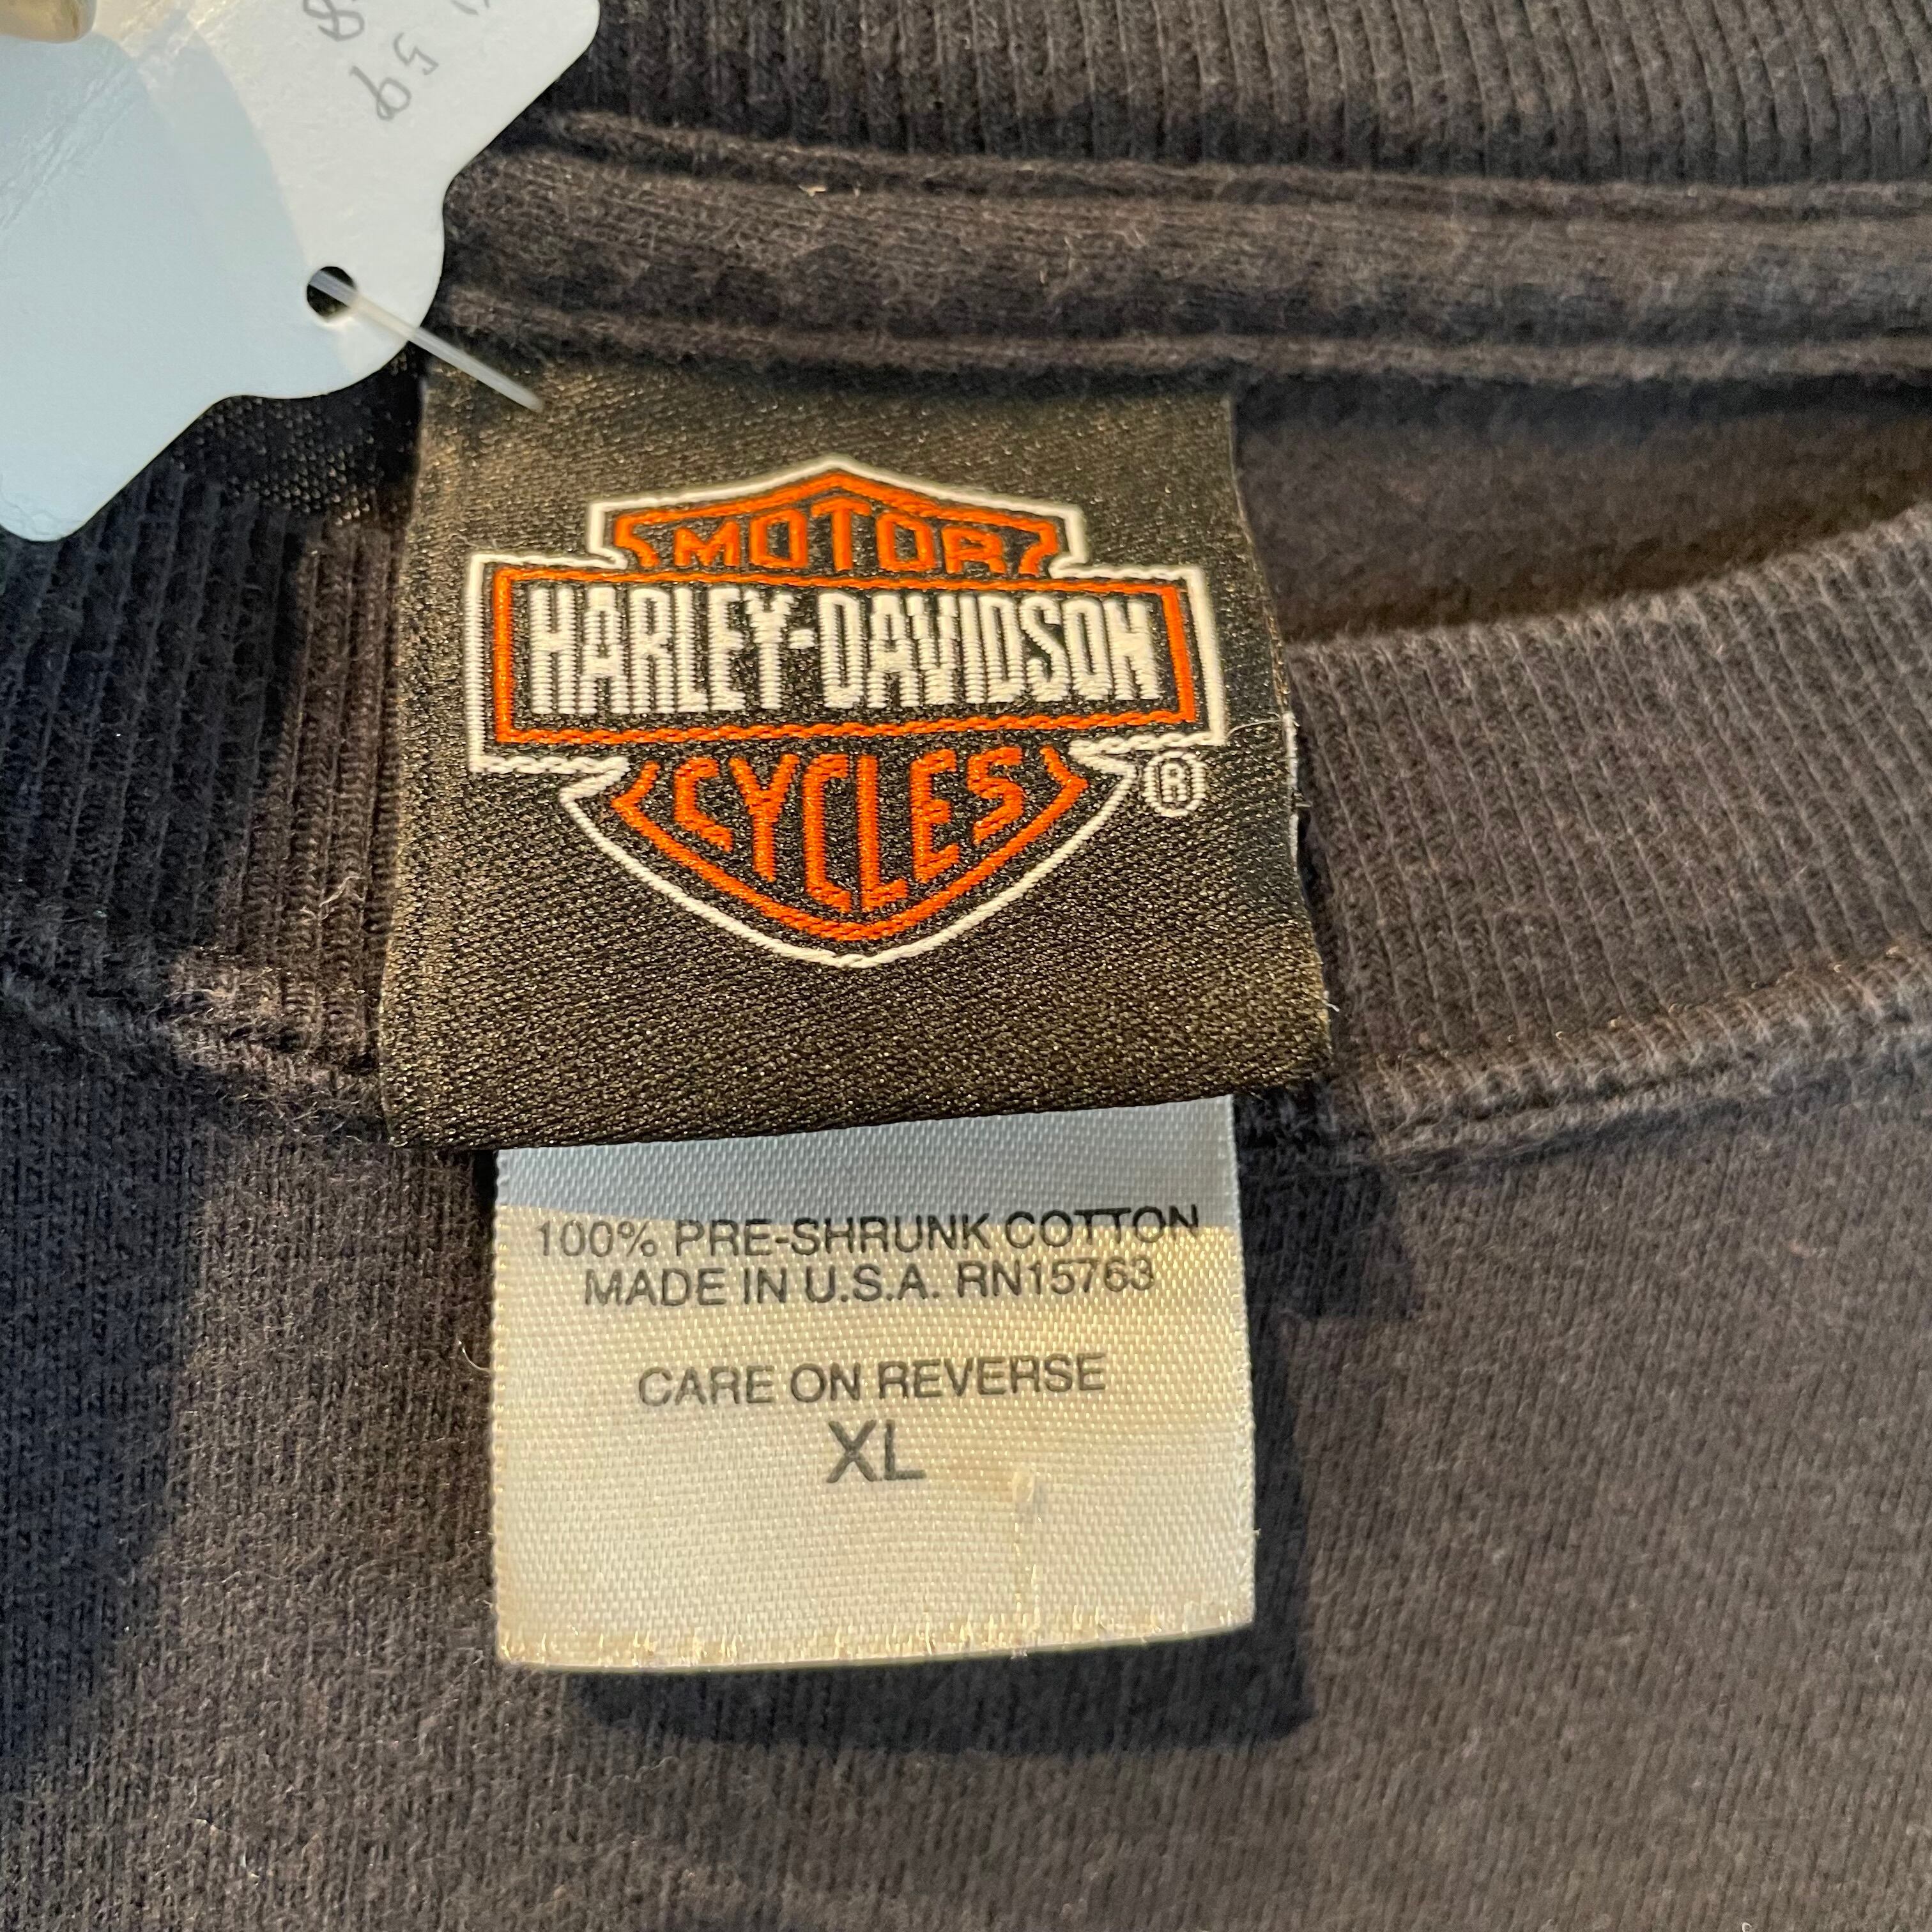 MOTOR
HARLEY-DAVIDSON
CYCLES
®
100% PRE-SHRUNK COTTON
MADE IN U.S.A. RN15763
CARE ON REVERSE
XL